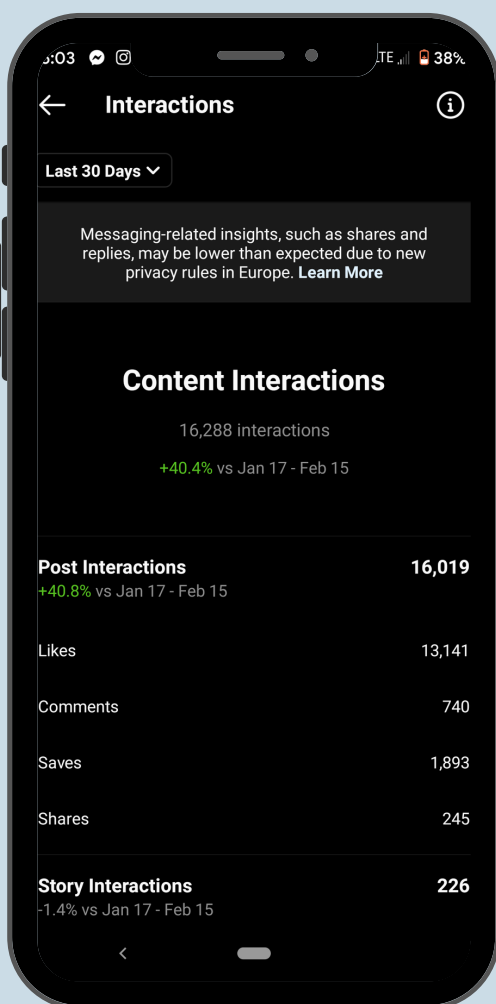 :03
LTE
38%
Interactions
Last 30 Days
Messaging-related insights, such as shares and
replies, may be lower than expected due to new
privacy rules in Europe. Learn More
Content Interactions
16,288 interactions
+40.4% vs Jan 17 - Feb 15
Post Interactions 16,019
+40.8% vs Jan 17 - Feb 15
Likes 13,141
Comments 740
Saves 1,893
Shares 245
Story Interactions 226
-1.4% vs Jan 17 - Feb 15